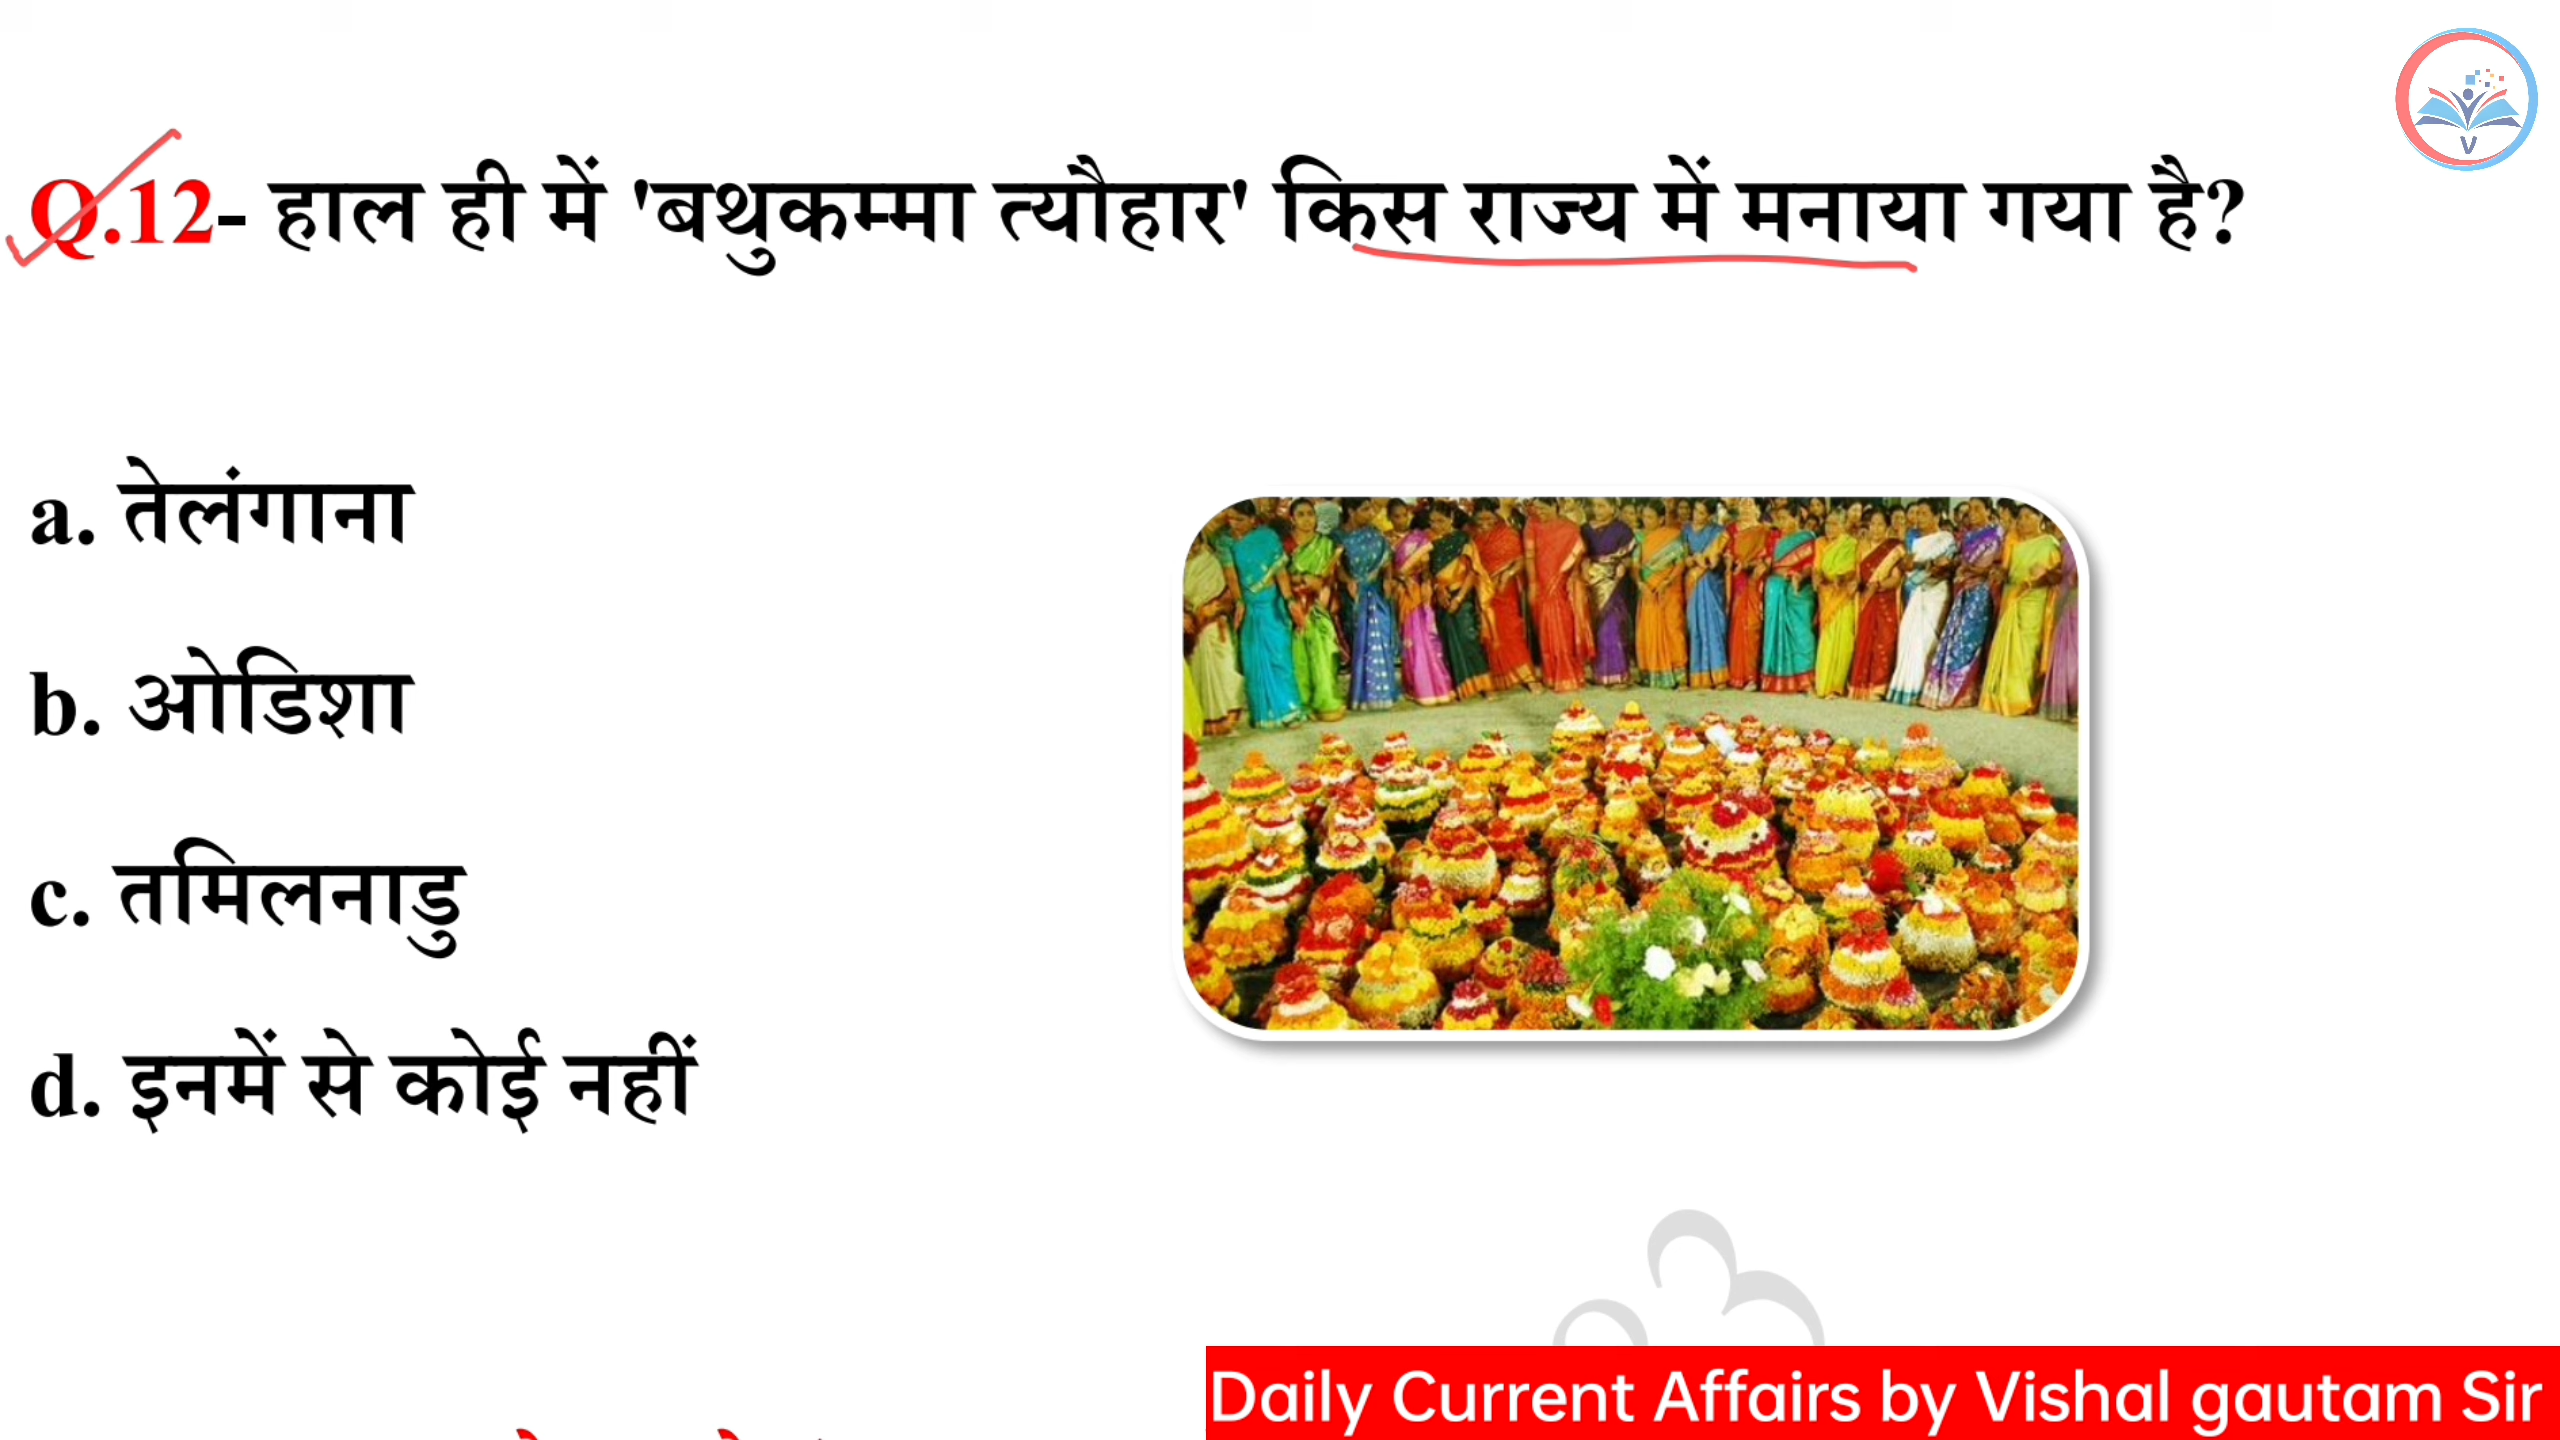 Q.12- हाल ही में 'बथुकम्मा त्यौहार' किस राज्य में मनाया गया है?
a. तेलंगाना
b. ओडिशा
c. तमिलनाडु
d. इनमें से कोई नहीं
V
Daily Current Affairs by Vishal gautam Sir